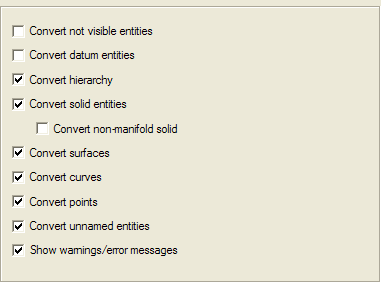 Convert not visible entities
Convert datum entities
Convert hierarchy
Convert solid entities
Convert non-manifold solid
Convert surfaces
Convert curves
Convert points
Convert unnamed entities
Show warnings/error messages